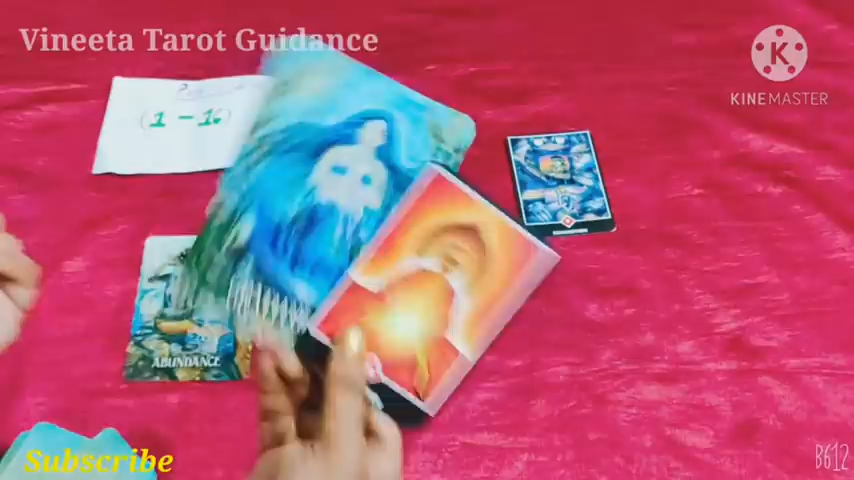 Vineeta Tarot Guidance
K
KINEMASTER
(1 - 16)
ABUNDANCE
Subscribe
B612